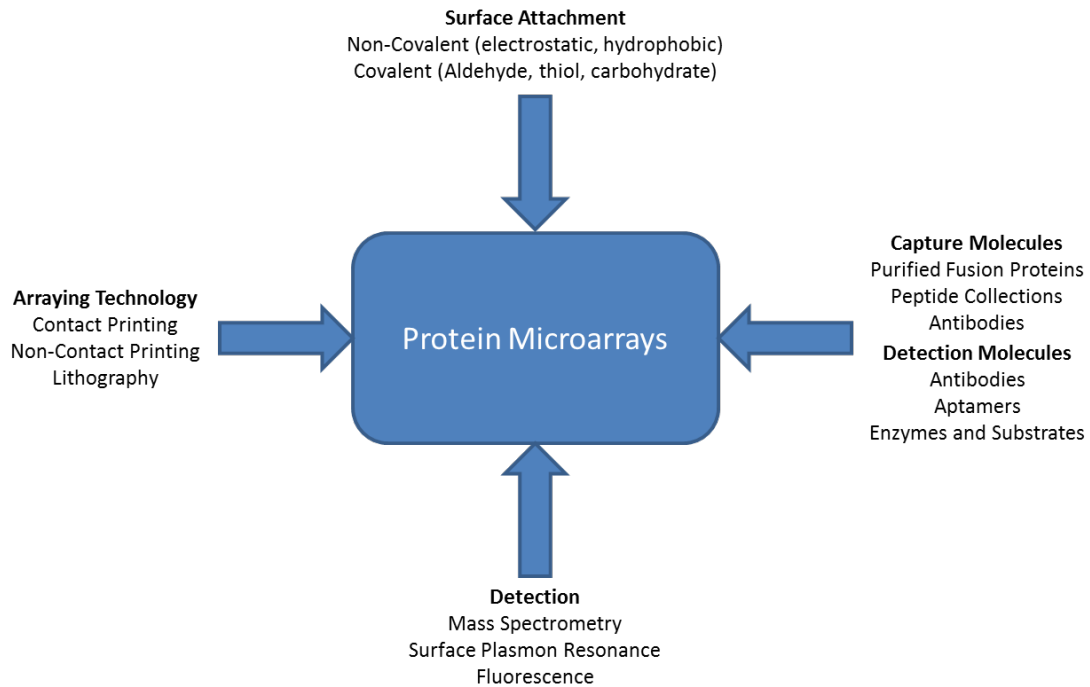 Surface Attachment
Non-Covalent (electrostatic, hydrophobic)
Covalent (Aldehyde, thiol, carbohydrate)
Arraying Technology
Contact Printing
Non-Contact Printing
Lithography
Protein Microarrays
Capture Molecules
Purified Fusion Proteins
Peptide Collections
Antibodies
Detection Molecules
Antibodies
Aptamers
Enzymes and Substrates
Detection
Mass Spectrometry
Surface Plasmon Resonance
Fluorescence